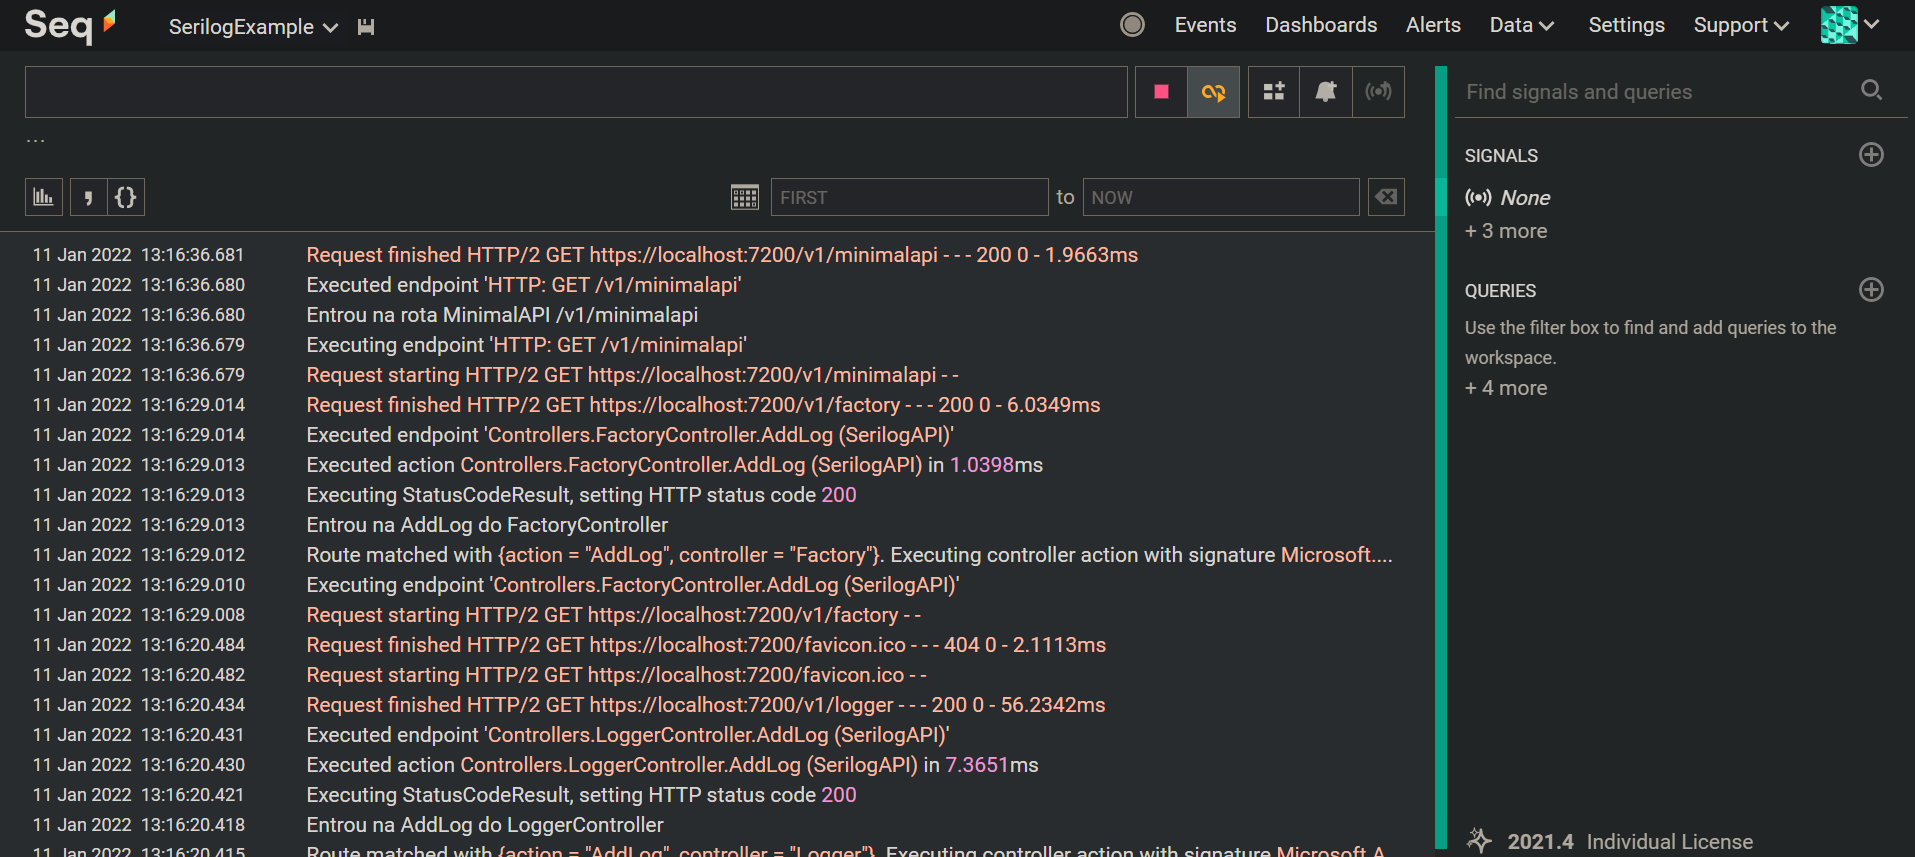 Seq SerilogExample Events Dashboards Alerts Data Settings Support
...
FIRST to NOW
11 Jan 2022 13:16:36.681 Request finished HTTP/2 GET https://localhost:7200/v1/minimalapi - - - 200 0 - 1.9663ms
11 Jan 2022 13:16:36.680 Executed endpoint 'HTTP: GET /v1/minimalapi'
11 Jan 2022 13:16:36.680 Entrou na rota MinimalAPI /v1/minimalapi
11 Jan 2022 13:16:36.679 Executing endpoint 'HTTP: GET /v1/minimalapi'
11 Jan 2022 13:16:36.679 Request starting HTTP/2 GET https://localhost:7200/v1/minimalapi - -
11 Jan 2022 13:16:29.014 Request finished HTTP/2 GET https://localhost:7200/v1/factory - - - 200 0 - 6.0349ms
11 Jan 2022 13:16:29.014 Executed endpoint 'Controllers.FactoryController.AddLog (SerilogAPI)'
11 Jan 2022 13:16:29.013 Executed action Controllers.FactoryController.AddLog (SerilogAPI) in 1.0398ms
11 Jan 2022 13:16:29.013 Executing StatusCodeResult, setting HTTP status code 200
11 Jan 2022 13:16:29.013 Entrou na AddLog do FactoryController
11 Jan 2022 13:16:29.012 Route matched with {action = "AddLog", controller = "Factory"}. Executing controller action with signature Microsoft....
11 Jan 2022 13:16:29.010 Executing endpoint 'Controllers.FactoryController.AddLog (SerilogAPI)'
11 Jan 2022 13:16:29.008 Request starting HTTP/2 GET https://localhost:7200/v1/factory - -
11 Jan 2022 13:16:20.484 Request finished HTTP/2 GET https://localhost:7200/favicon.ico - - - 404 0 - 2.1113ms
11 Jan 2022 13:16:20.482 Request starting HTTP/2 GET https://localhost:7200/favicon.ico - -
11 Jan 2022 13:16:20.434 Request finished HTTP/2 GET https://localhost:7200/v1/logger - - - 200 0 - 56.2342ms
11 Jan 2022 13:16:20.431 Executed endpoint 'Controllers.LoggerController.AddLog (SerilogAPI)'
11 Jan 2022 13:16:20.430 Executed action Controllers.LoggerController.AddLog (SerilogAPI) in 7.3651ms
11 Jan 2022 13:16:20.421 Executing StatusCodeResult, setting HTTP status code 200
11 Jan 2022 13:16:20.418 Entrou na AddLog do LoggerController
11 Jan 2022 13:16:20.415 Route matched with {action = "AddLog", controller = "Logger"}. Executing controller action with signature Microsoft.A
Find signals and queries
SIGNALS
None
+ 3 more
QUERIES
Use the filter box to find and add queries to the
workspace.
+ 4 more
2021.4 Individual License